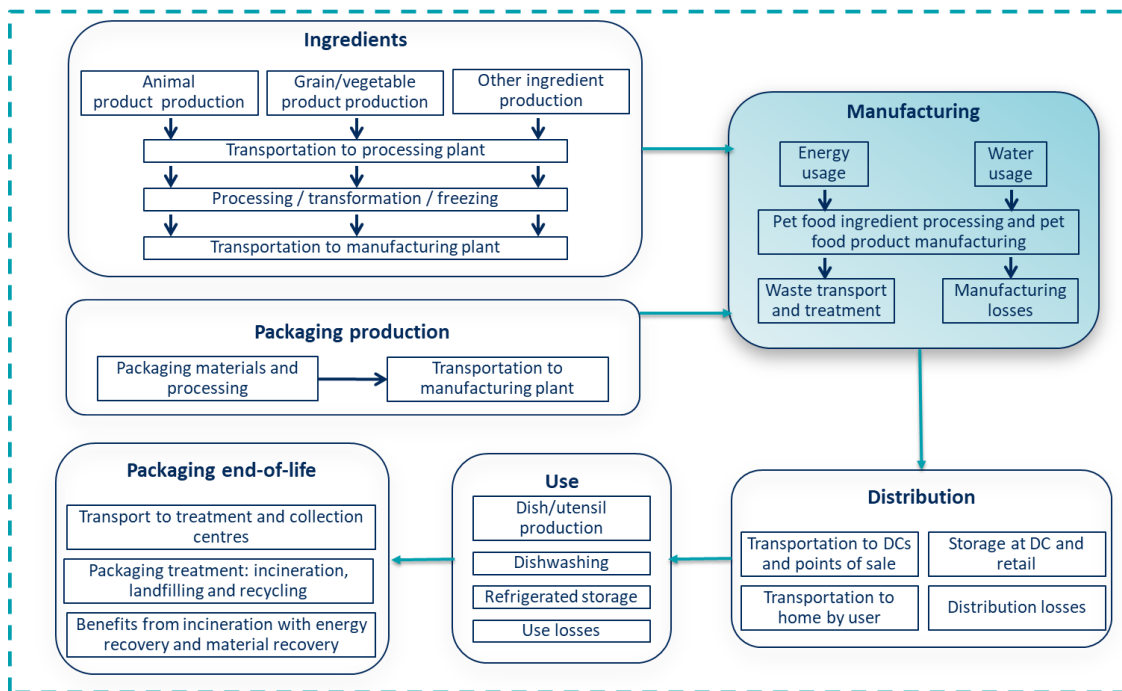 Ingredients
Animal
product  production
Grain/vegetable
product production
Other ingredient
production
Transportation to processing plant
Processing / transformation / freezing
Transportation to manufacturing plant
Manufacturing
Energy
usage
Water
usage
Pet food ingredient processing and pet
food product manufacturing
Waste transport
and treatment
Manufacturing
losses
Packaging production
Packaging materials and
processing
Transportation to
manufacturing plant
Packaging end-of-life
Transport to treatment and collection
centres
Packaging treatment: incineration,
landfilling and recycling
Benefits from incineration with energy
recovery and material recovery
Use
Dish/utensil
production
Dishwashing
Refrigerated storage
Use losses
Distribution
Transportation to DCs
and points of sale
Storage at DC and
retail
Transportation to
home by user
Distribution losses